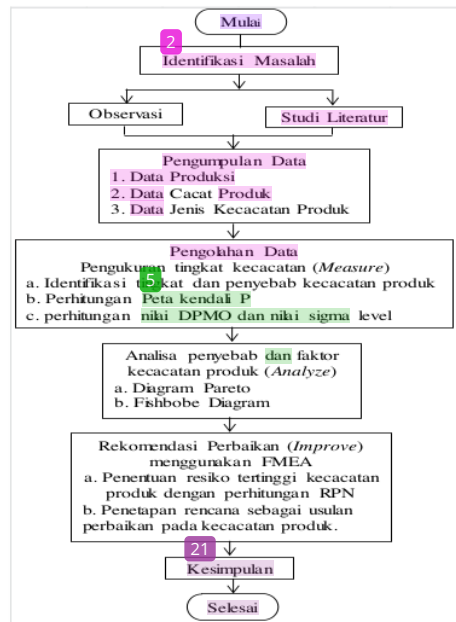 Mulai
2
Identifikasi Masalah
Observasi
Studi Literatur
Pengumpulan Data
1. Data Produksi
2. Data Cacat Produk
3. Data Jenis Kecacatan Produk
Pengolahan Data
Pengukuran tingkat kecacatan (Measure)
a. Identifikasi tingkat dan penyebab kecacatan produk
5
b. Perhitungan Peta kendali P
c. perhitungan nilai DPMO dan nilai sigma level
Analisa penyebab dan faktor
kecacatan produk (Analyze)
a. Diagram Pareto
b. Fishbobe Diagram
Rekomendasi Perbaikan (Improve)
menggunakan FMEA
a. Penentuan resiko tertinggi kecacatan
produk dengan perhitungan RPN
b. Penetapan rencana sebagai usulan
perbaikan pada kecacatan produk.
21
Kesimpulan
Selesai